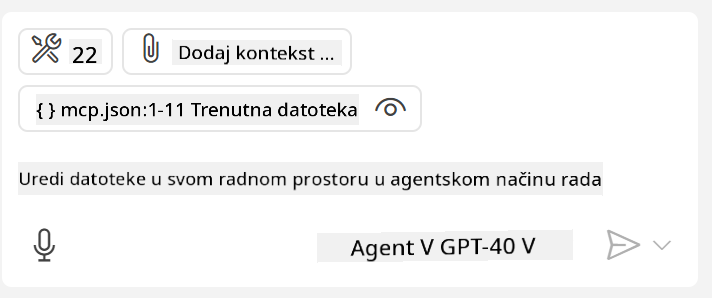 22 Dodaj kontekst ...
{ } mcp.json:1-11 Trenutna datoteka
Uredi datoteke u svom radnom prostoru u agentskom načinu rada
Agent V GPT-40 V